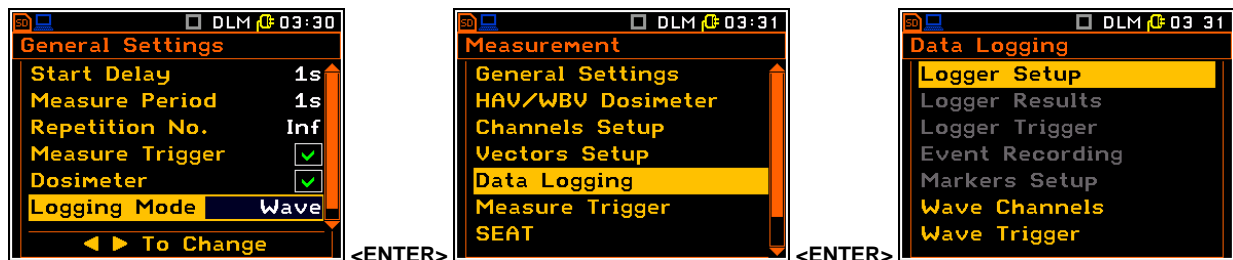 DLM 03:30
General Settings
Start Delay 1s
Measure Period 1s
Repetition No. Inf
Measure Trigger
Dosimeter
Logging Mode Wave
To Change
<ENTER>
DLM 03:31
Measurement
General Settings
HAV/WBV Dosimeter
Channels Setup
Vectors Setup
Data Logging
Measure Trigger
SEAT
<ENTER>
DLM 03 31
Data Logging
Logger Setup
Logger Results
Logger Trigger
Event Recording
Markers Setup
Wave Channels
Wave Trigger